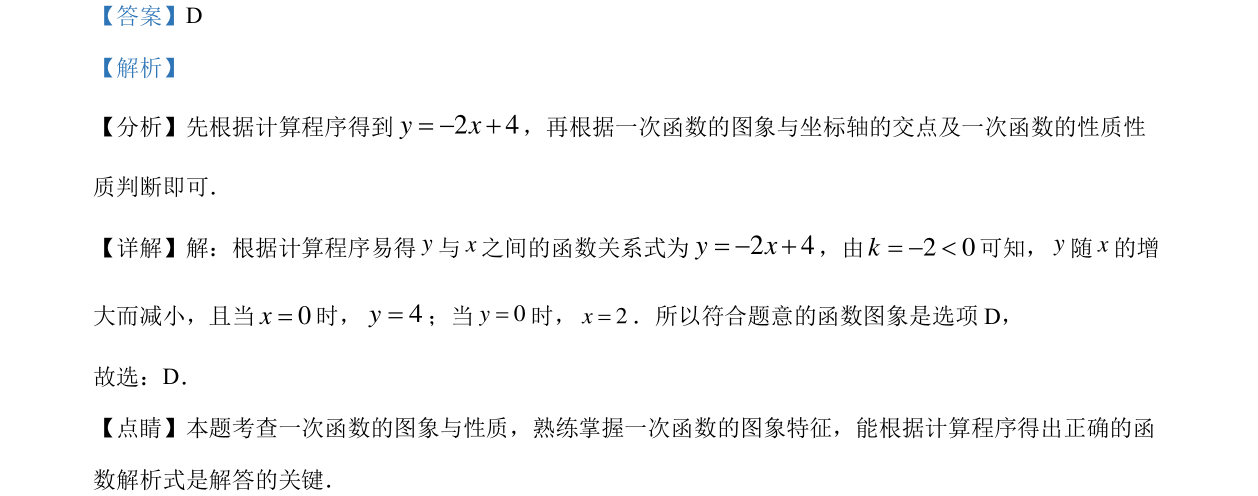 【答案】D
【解析】
【分析】先根据计算程序得到 y = −2x + 4，再根据一次函数的图象与坐标轴的交点及一次函数的性质性
质判断即可．
【详解】解：根据计算程序易得 y 与 x 之间的函数关系式为 y = −2x + 4，由 k = −2 < 0 可知， y 随 x 的增
大而减小，且当 x = 0 时， y = 4；当 y = 0 时， x = 2．所以符合题意的函数图象是选项 D，
故选：D．
【点睛】本题考查一次函数的图象与性质，熟练掌握一次函数的图象特征，能根据计算程序得出正确的函
数解析式是解答的关键．